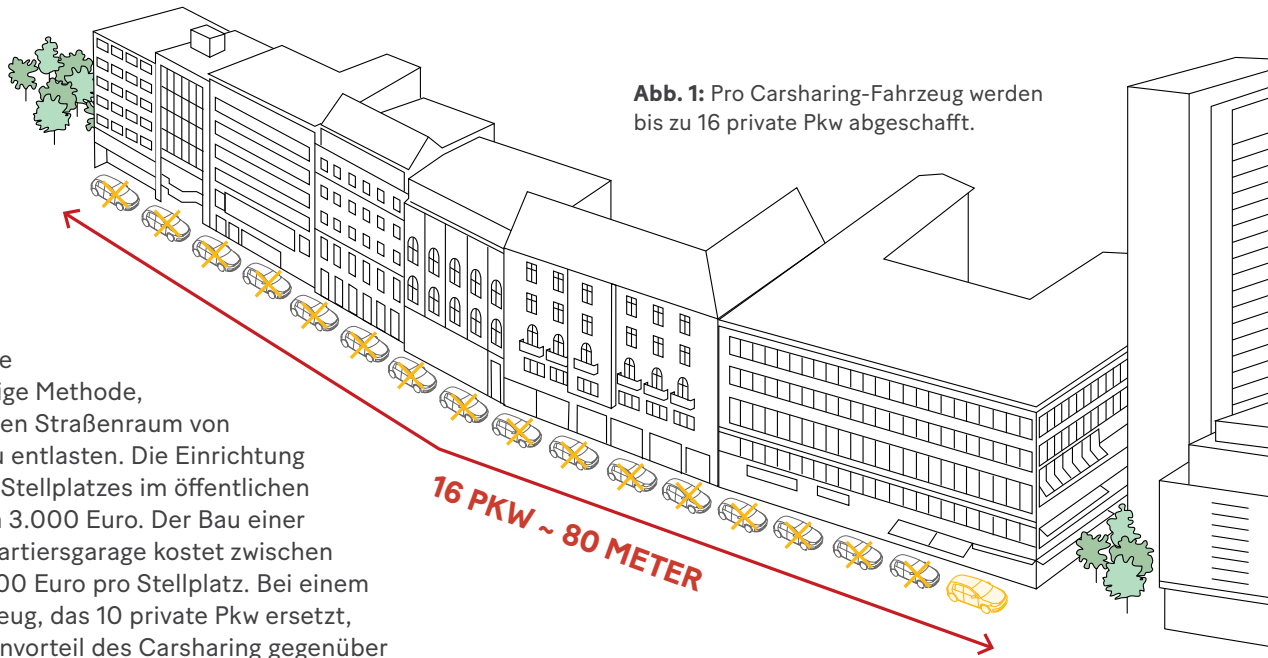 Abb. 1: Pro Carsharing-Fahrzeug werden
bis zu 16 private Pkw abgeschafft.
16 PKW ~ 80 METER
ige Methode,
en Straßenraum von
entlasten. Die Einrichtung
Stellplatzes im öffentlichen
3.000 Euro. Der Bau einer
artiersgarage kostet zwischen
00 Euro pro Stellplatz. Bei einem
eug, das 10 private Pkw ersetzt,
nvorteil des Carsharing gegenüber